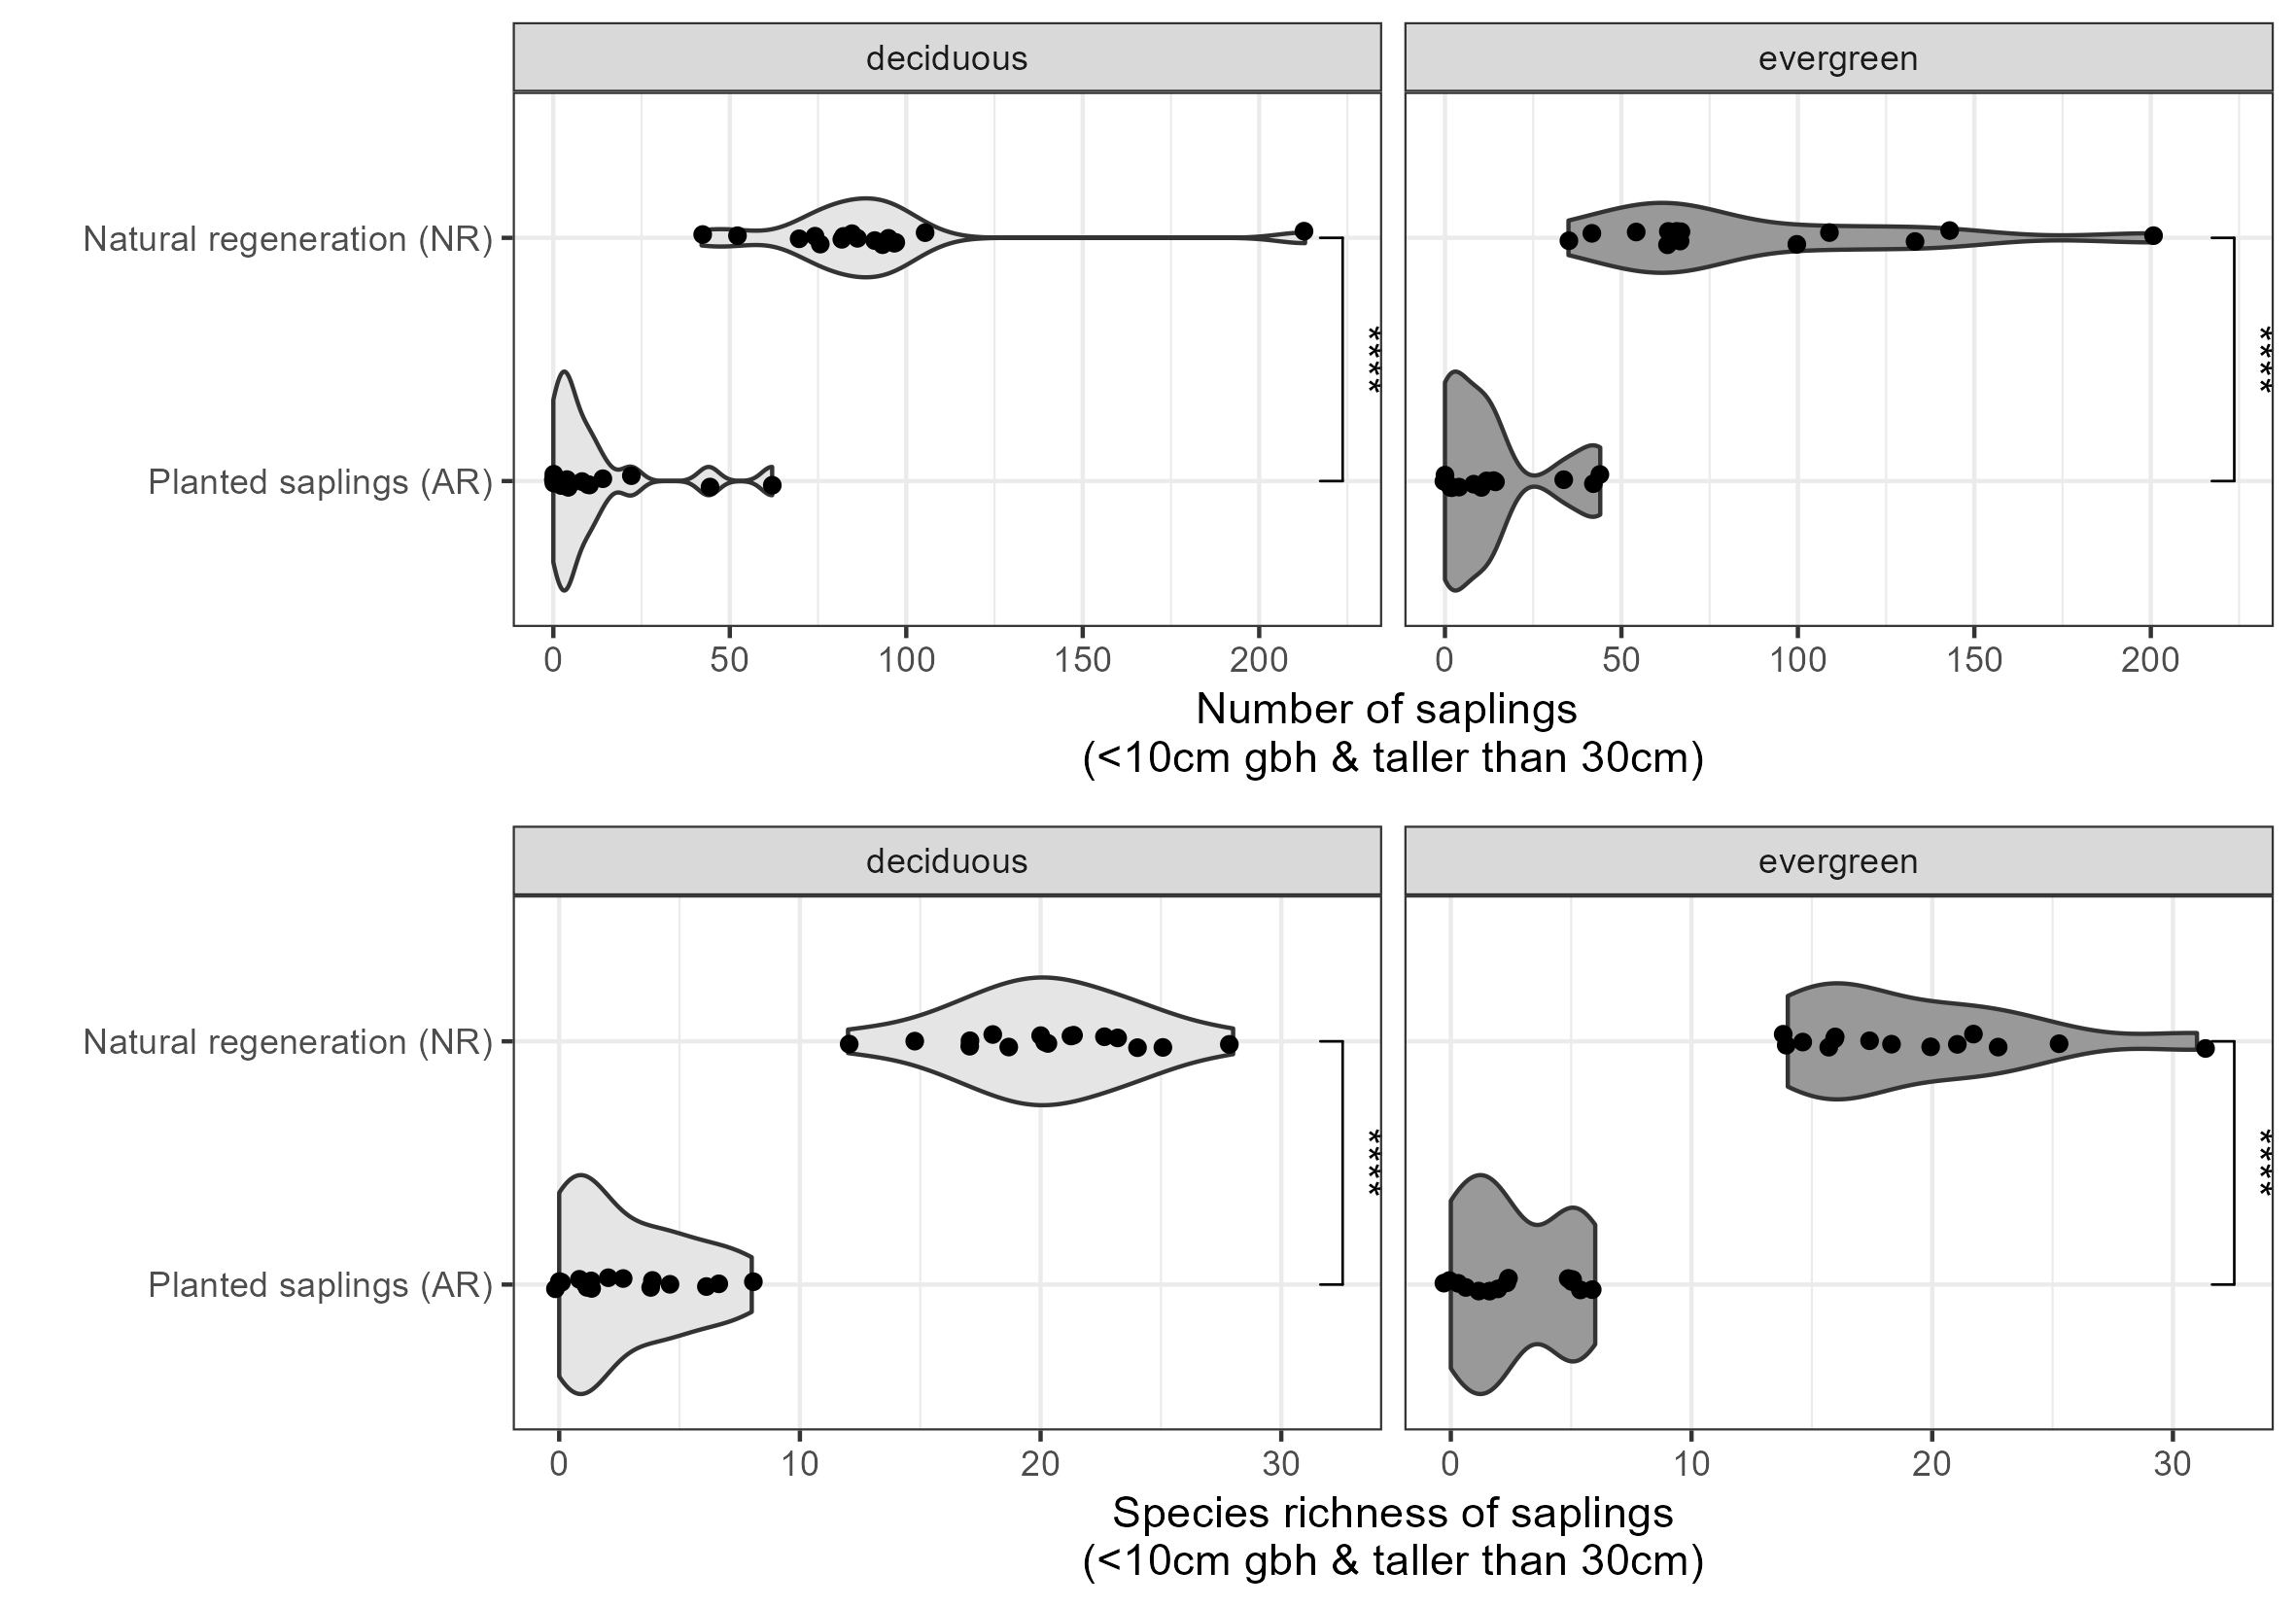 deciduous evergreen
Natural regeneration (NR)
****
****
Planted saplings (AR)
0 50 100 150 200 0 50 100 150 200
Number of saplings
(<10cm gbh & taller than 30cm)
deciduous evergreen
Natural regeneration (NR)
****
****
Planted saplings (AR)
0 10 20 30 0 10 20 30
Species richness of saplings
(<10cm gbh & taller than 30cm)